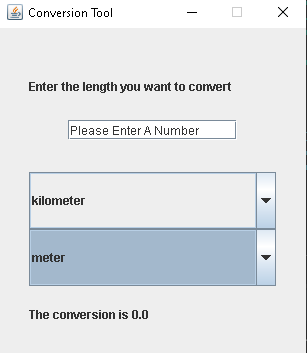 Conversion Tool
Enter the length you want to convert
Please Enter A Number
kilometer
meter
The conversion is 0.0